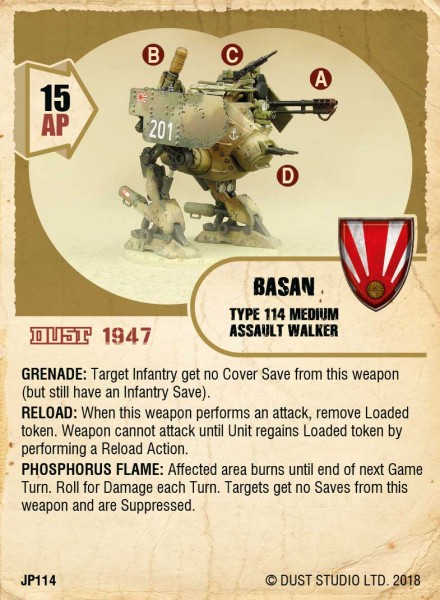 15
AP
B
C
A
D
201
BASAN
TYPE 114 MEDIUM
ASSAULT WALKER
DUST 1947
GRENADE: Target Infantry get no Cover Save from this weapon
(but still have an Infantry Save).
RELOAD: When this weapon performs an attack, remove Loaded
token. Weapon cannot attack until Unit regains Loaded token by
performing a Reload Action.
PHOSPHORUS FLAME: Affected area burns until end of next Game
Turn. Roll for Damage each Turn. Targets get no Saves from this
weapon and are Suppressed.
JP114
© DUST STUDIO LTD. 2018